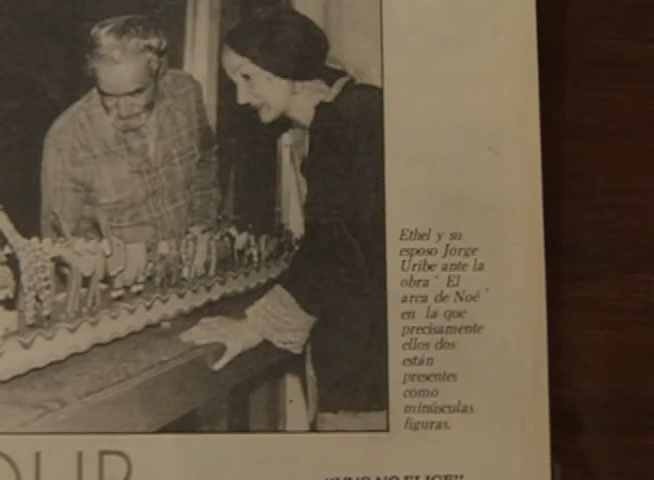 Ethel y su
esposo Jorge
Uribe ante la
obra " El
arca de Noé "
en la que
precisamente
ellos dos
están
presentes
como
minúsculas
figuras.